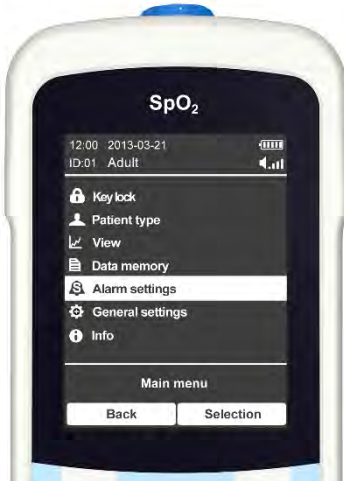 SpO₂
12:00 2013-03-21
ID:01 Adult
Key lock
Patient type
View
Data memory
Alarm settings
General settings
Info
Main menu
Back Selection